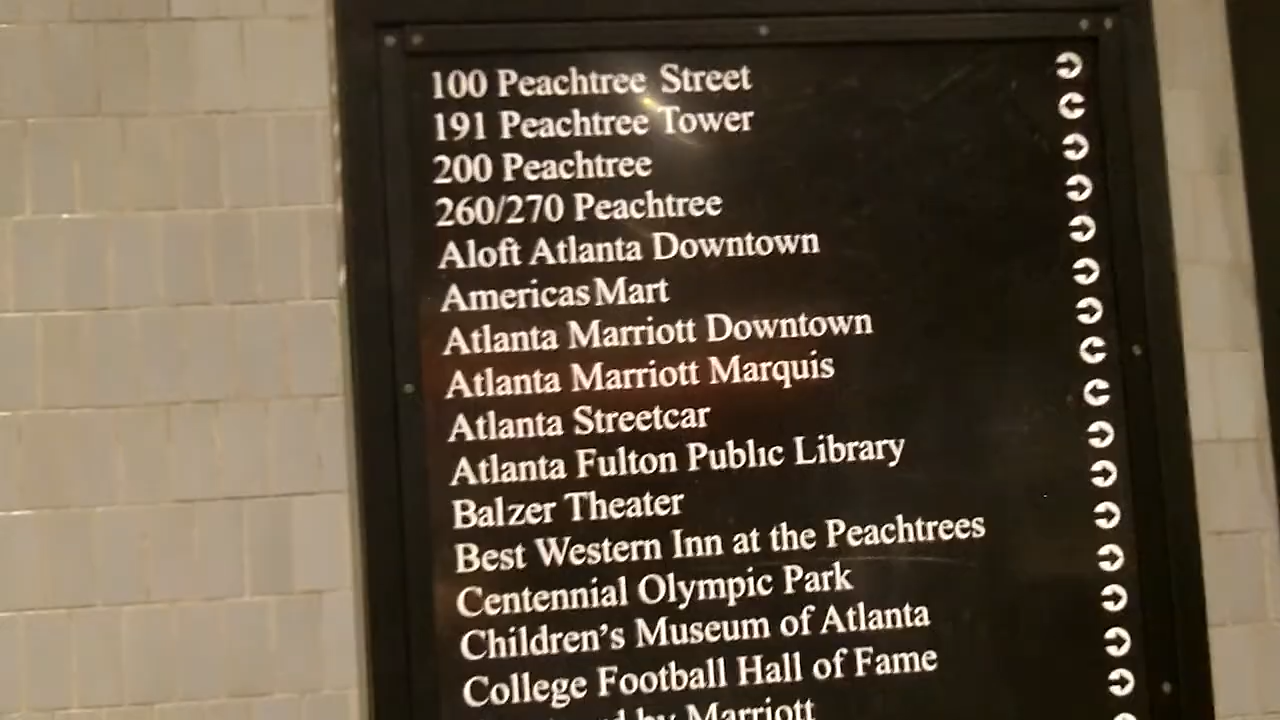 100 Peachtree Street
191 Peachtree Tower
200 Peachtree
260/270 Peachtree
Aloft Atlanta Downtown
AmericasMart
Atlanta Marriott Downtown
Atlanta Marriott Marquis
Atlanta Streetcar
Atlanta Fulton Public Library
Balzer Theater
Best Western Inn at the Peachtrees
Centennial Olympic Park
Children's Museum of Atlanta
College Football Hall of Fame
by Marriott